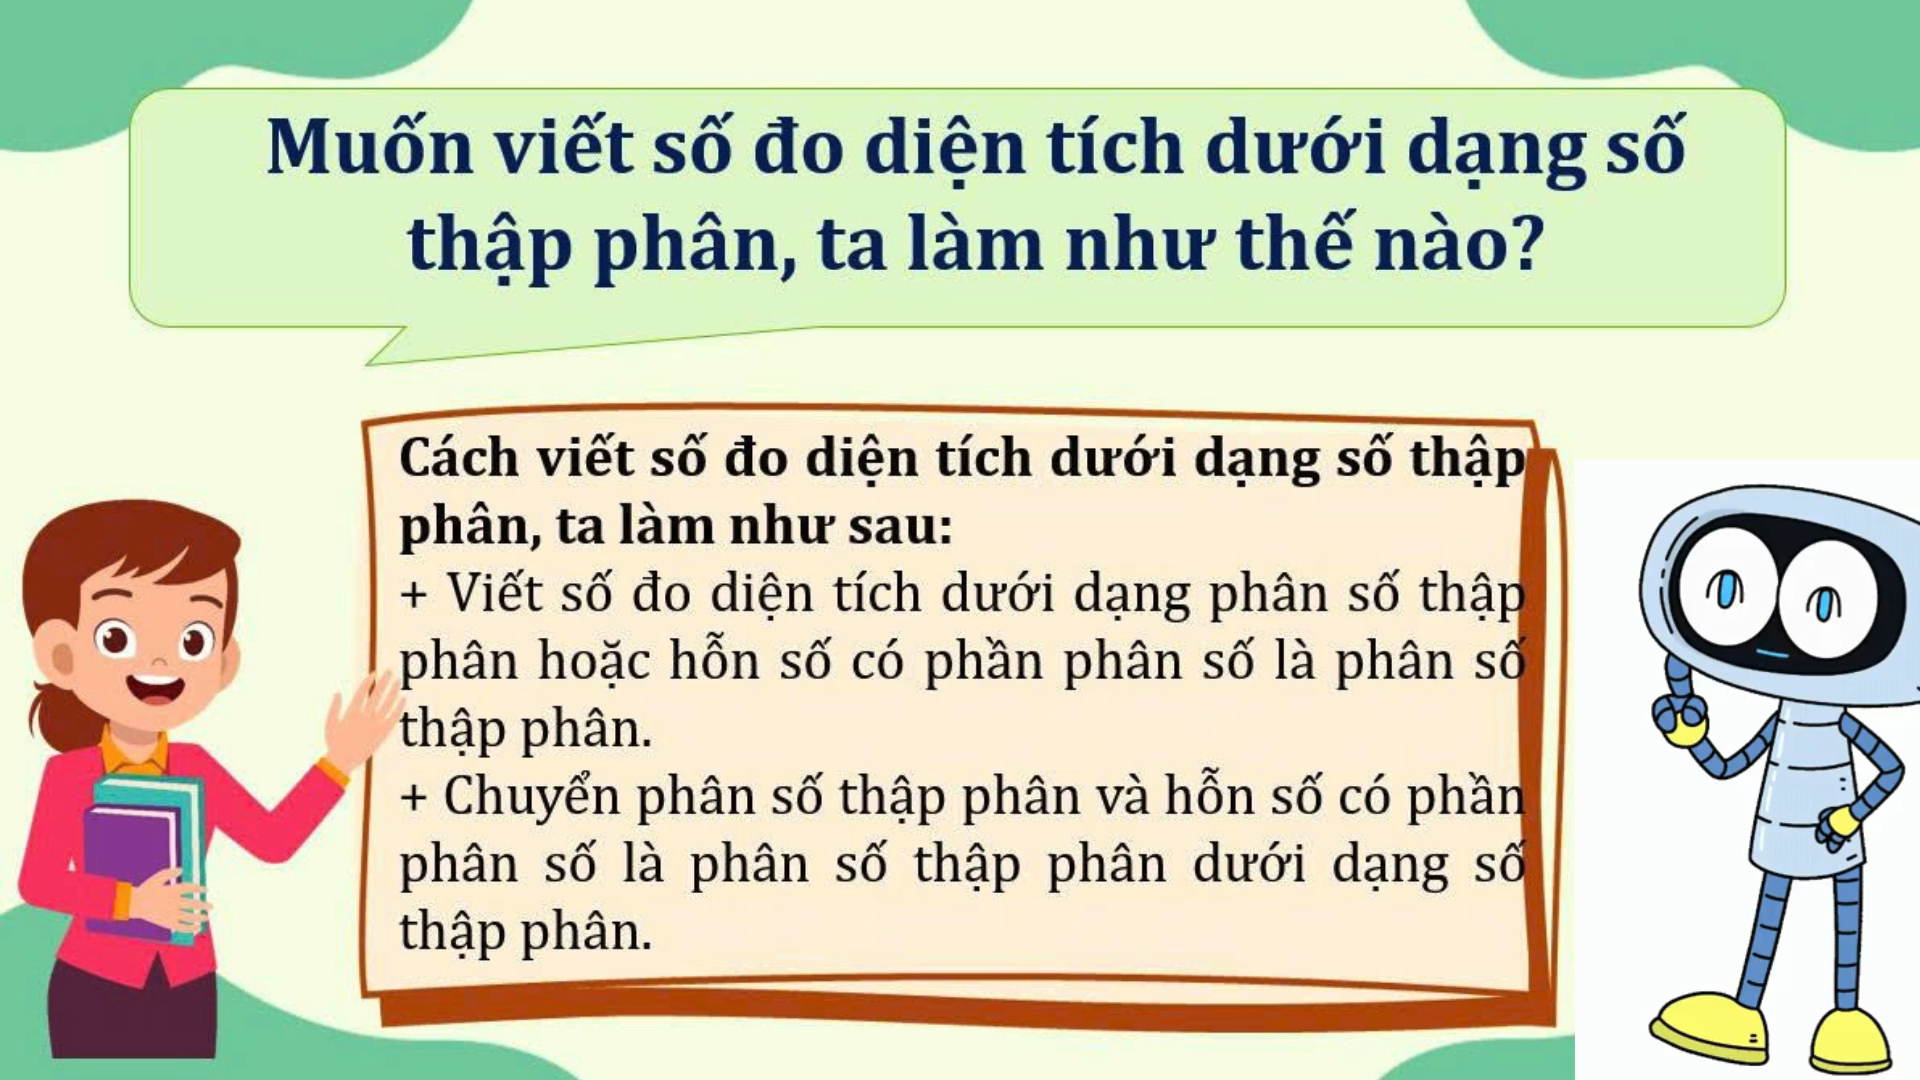 Muốn viết số đo diện tích dưới dạng số
thập phân, ta làm như thế nào?
Cách viết số đo diện tích dưới dạng số thập
phân, ta làm như sau:
+ Viết số đo diện tích dưới dạng phân số thập
phân hoặc hỗn số có phần phân số là phân số
thập phân.
+ Chuyển phân số thập phân và hỗn số có phần
phân số là phân số thập phân dưới dạng số
thập phân.